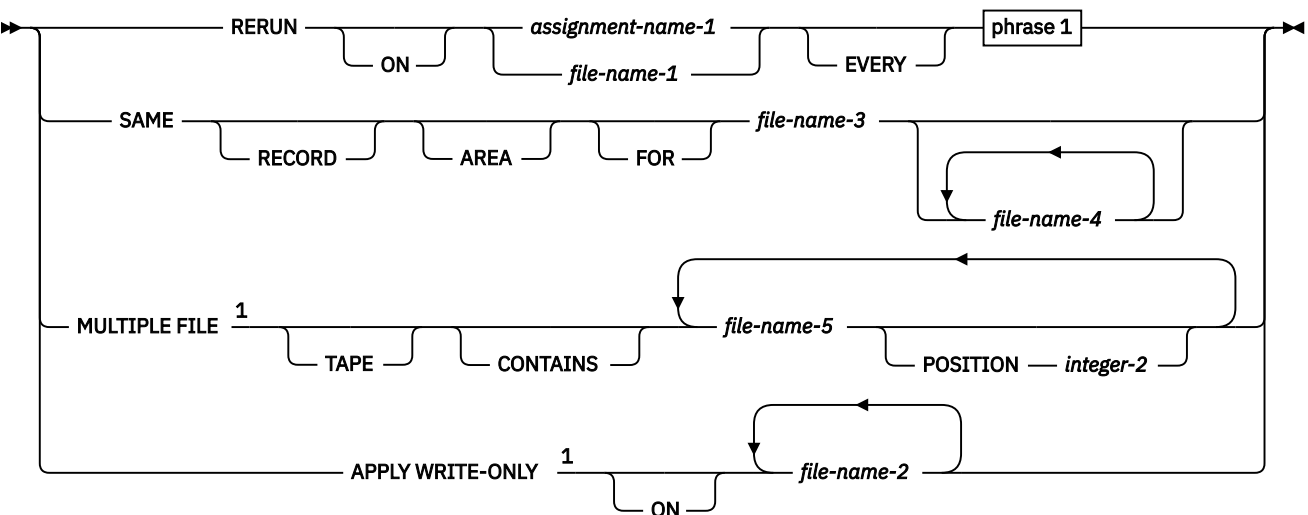 RERUN assignment-name-1 phrase 1
ON EVERY
file-name-1
SAME file-name-3
RECORD AREA FOR
file-name-4
MULTIPLE FILE 1 file-name-5
TAPE CONTAINS POSITION integer-2
APPLY WRITE-ONLY 1 file-name-2
ON